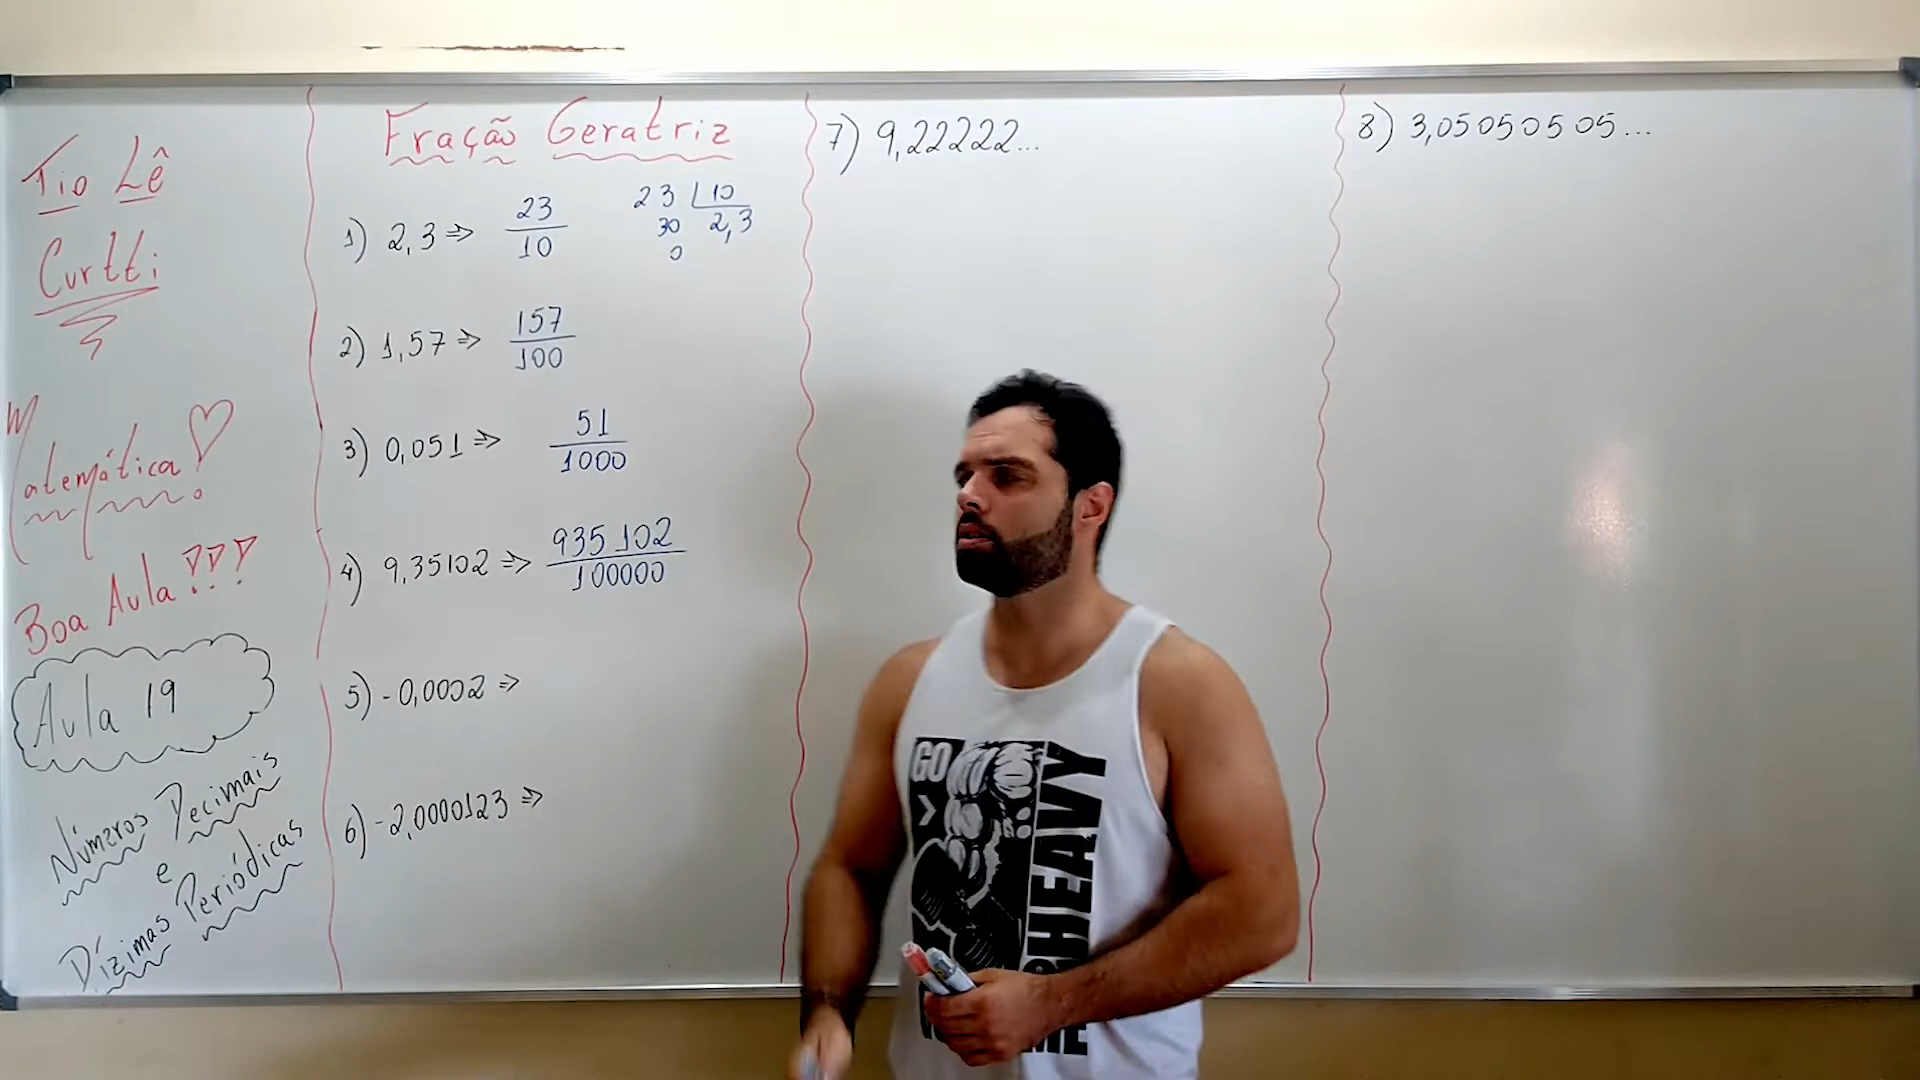 Tio Lê
Curtti
Matemática
Boa Aula!!!
Aula 19
Números Decimais
e
Dízimas Periódicas
Fração Geratriz
1) 2,3 ⇒ 23/10
23 | 10
30 2,3
0
2) 1,57 ⇒ 157/100
3) 0,051 ⇒ 51/1000
4) 9,35102 ⇒ 935102/100000
5) -0,0002 ⇒
6) -2,0000123 ⇒
7) 9,22222...
8) 3,05050505...
GO
HEAVY